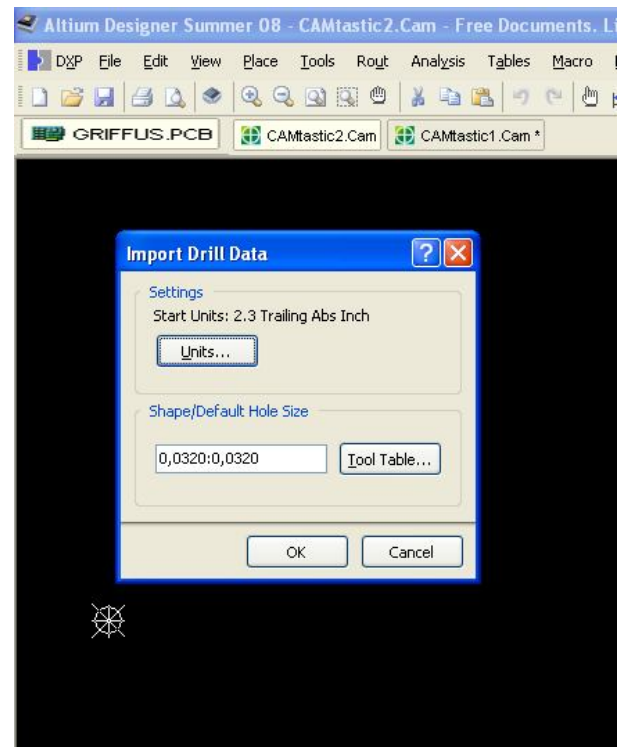 Altium Designer Summer 08 - CAMtastic2.Cam - Free Documents. Li
DXP File Edit View Place Tools Rout Analysis Tables Macro
GRIFFUS.PCB CAMtastic2.Cam CAMtastic1.Cam *
Import Drill Data
Settings
Start Units: 2.3 Trailing Abs Inch
Units...
Shape/Default Hole Size
0,0320:0,0320 Tool Table...
OK Cancel